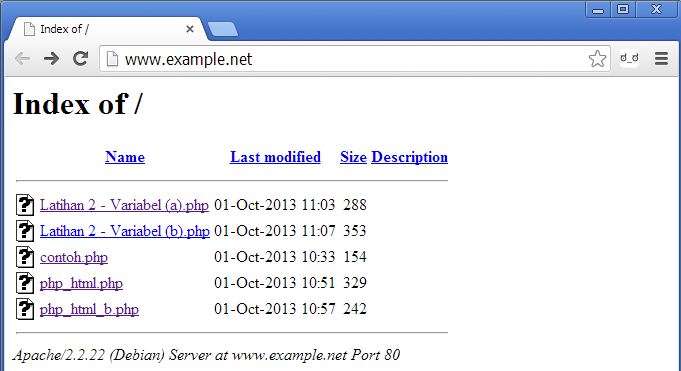 Index of /
www.example.net
ಠ_ಠ
Index of /
Name Last modified Size Description
Latihan 2 - Variabel (a).php 01-Oct-2013 11:03 288
Latihan 2 - Variabel (b).php 01-Oct-2013 11:07 353
contoh.php 01-Oct-2013 10:33 154
php_html.php 01-Oct-2013 10:51 329
php_html_b.php 01-Oct-2013 10:57 242
Apache/2.2.22 (Debian) Server at www.example.net Port 80